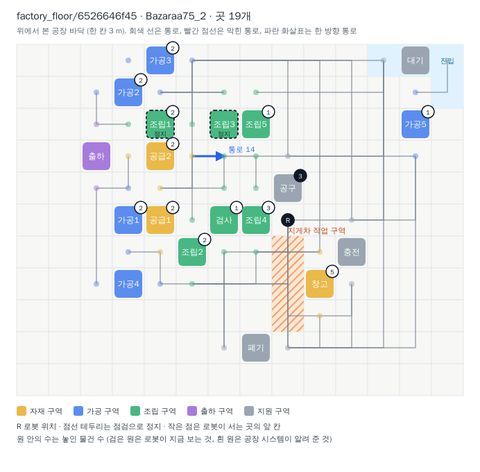 factory_floor/6526646f45 · Bazaraa75_2 · 곳 19개
위에서 본 공장 바닥 (한 칸 3 m). 회색 선은 통로, 빨간 점선은 막힌 통로, 파란 화살표는 한 방향 통로
가공3 2
대기
진입
가공2 2
조립1 2
정지
조립3
정지
조립5 1
가공5 1
통로 14
출하
공급2 2
공구 3
가공1 2
공급1 2
검사 1
조립4 3
R
지게차 작업 구역
조립2 2
충전
가공4
창고 5
폐기
자재 구역
가공 구역
조립 구역
출하 구역
지원 구역
R 로봇 위치 · 점선 테두리는 점검으로 정지 · 작은 점은 로봇이 서는 곳의 앞 칸
원 안의 수는 놓인 물건 수 (검은 원은 로봇이 지금 보는 것, 흰 원은 공장 시스템이 알려 준 것)